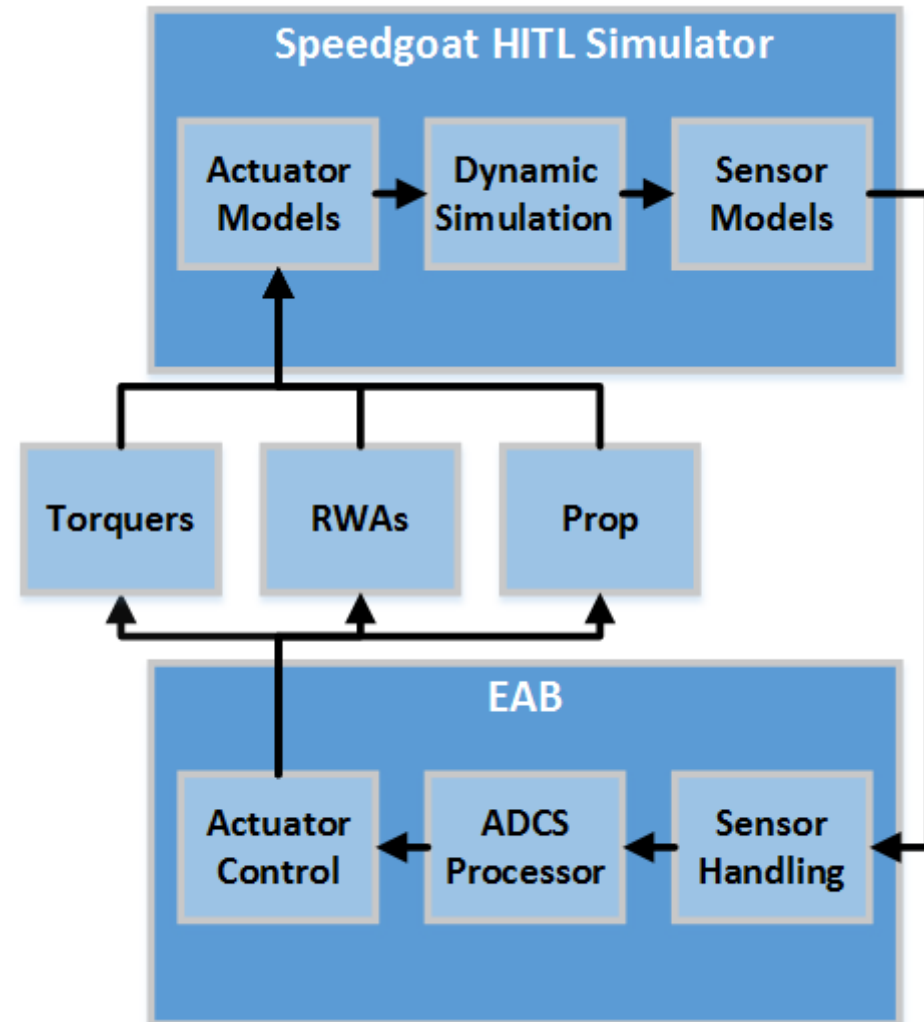 Speedgoat HITL Simulator
Actuator
Models
Dynamic
Simulation
Sensor
Models
Torquers
RWAs
Prop
EAB
Actuator
Control
ADCS
Processor
Sensor
Handling